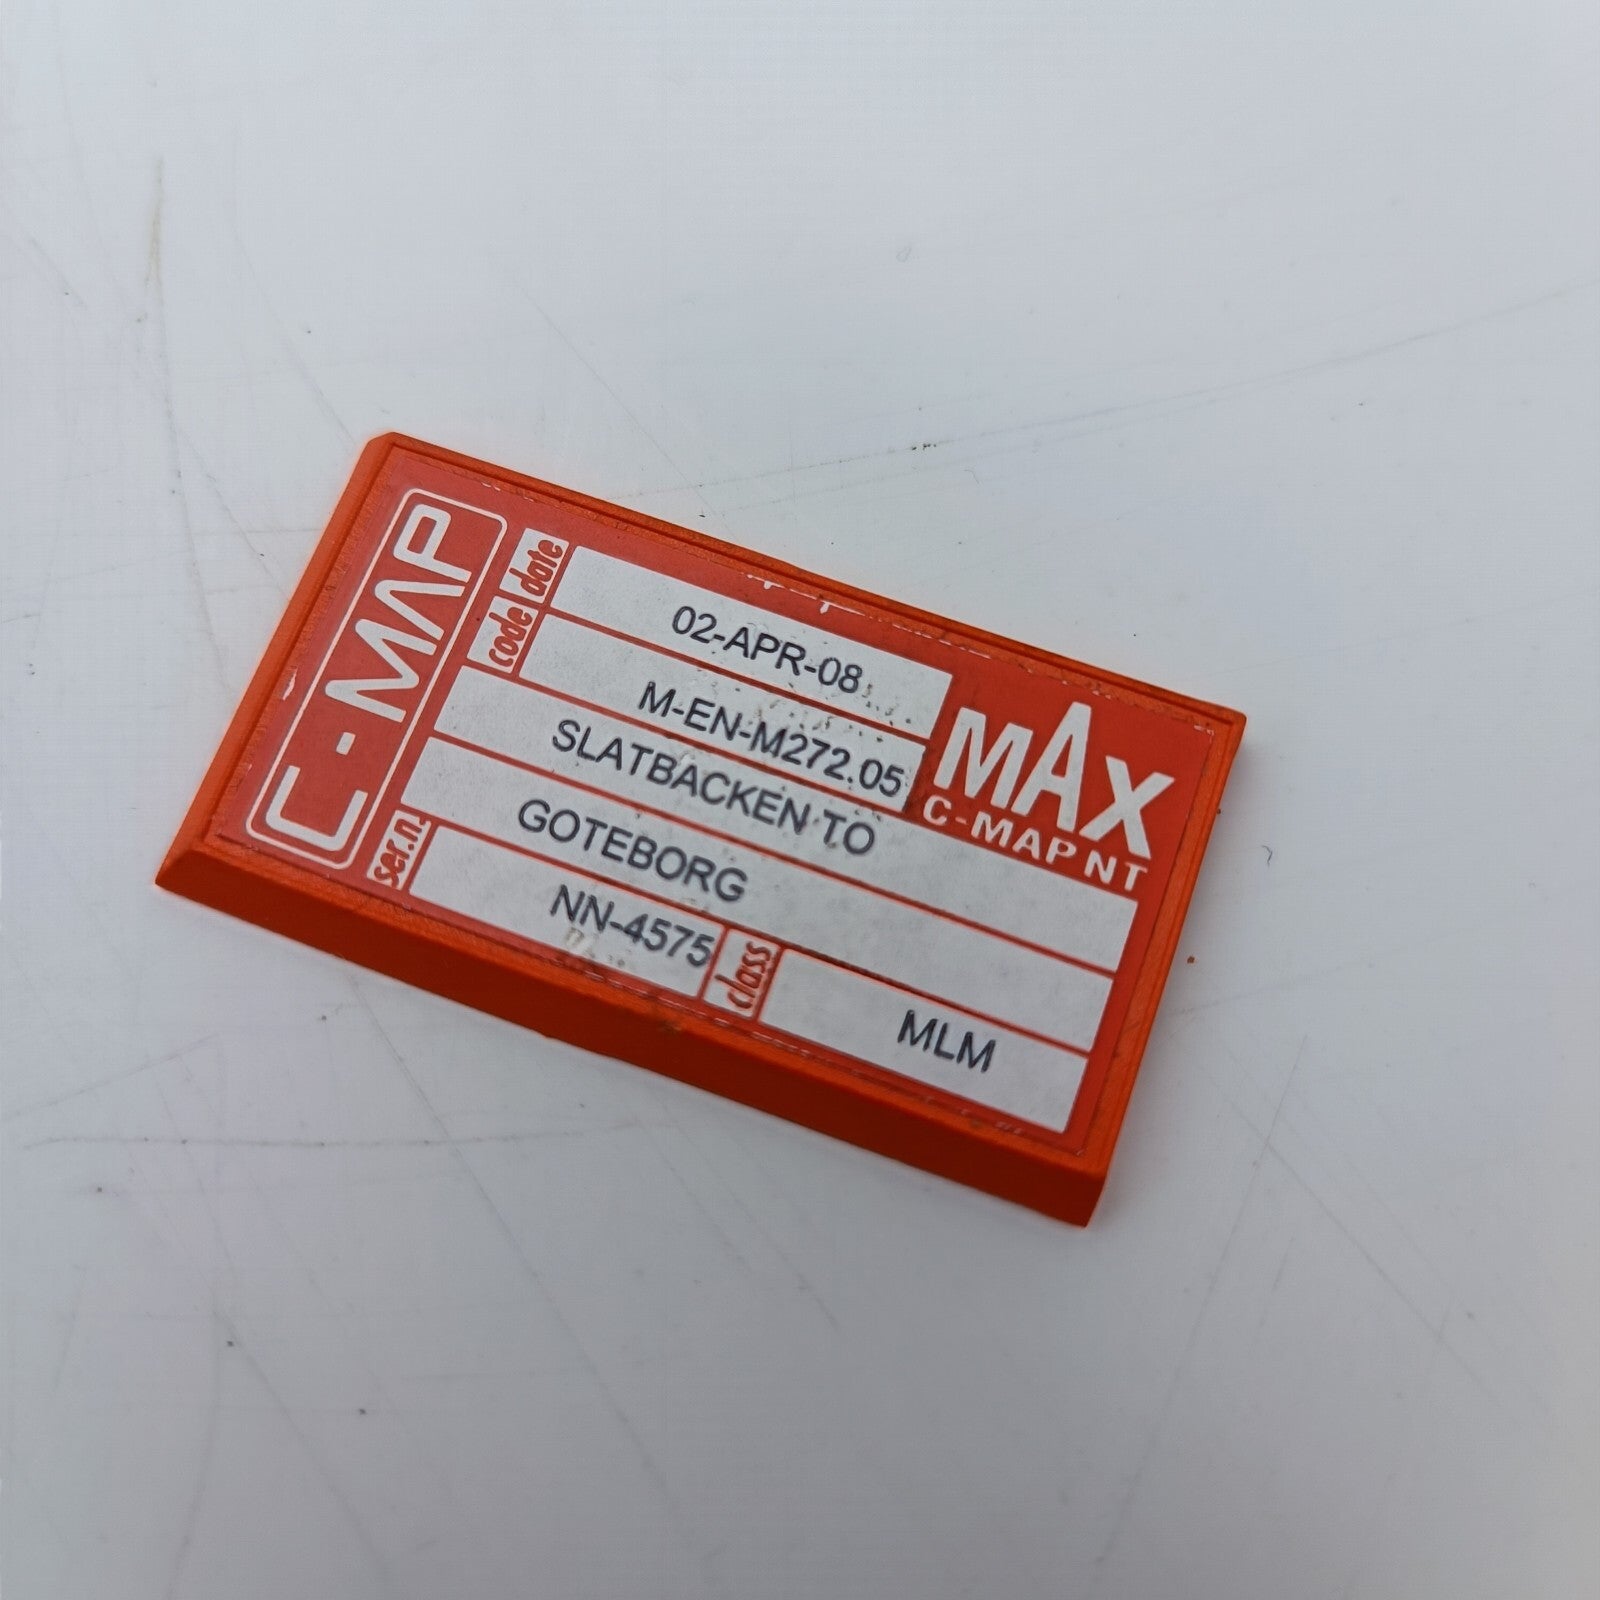 C-MAP
date 02-APR-08
code M-EN-M272.05
MAX
C-MAP NT
SLATBACKEN TO
GOTEBORG
ser.n. NN-4575
class MLM